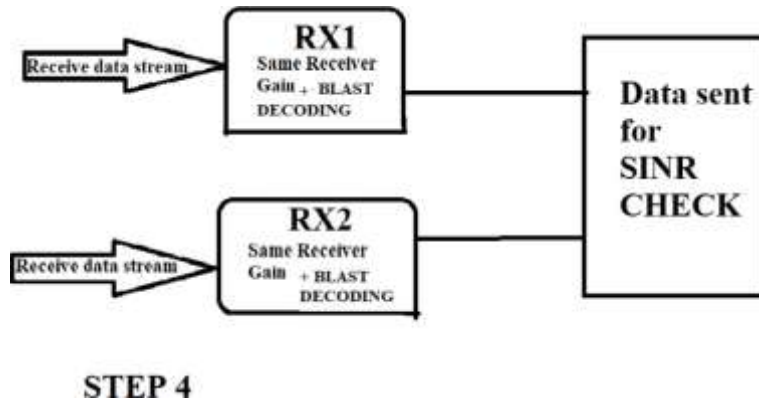 Receive data stream
RX1
Same Receiver
Gain + BLAST
DECODING
Receive data stream
RX2
Same Receiver
Gain + BLAST
DECODING
Data sent
for
SINR
CHECK
STEP 4